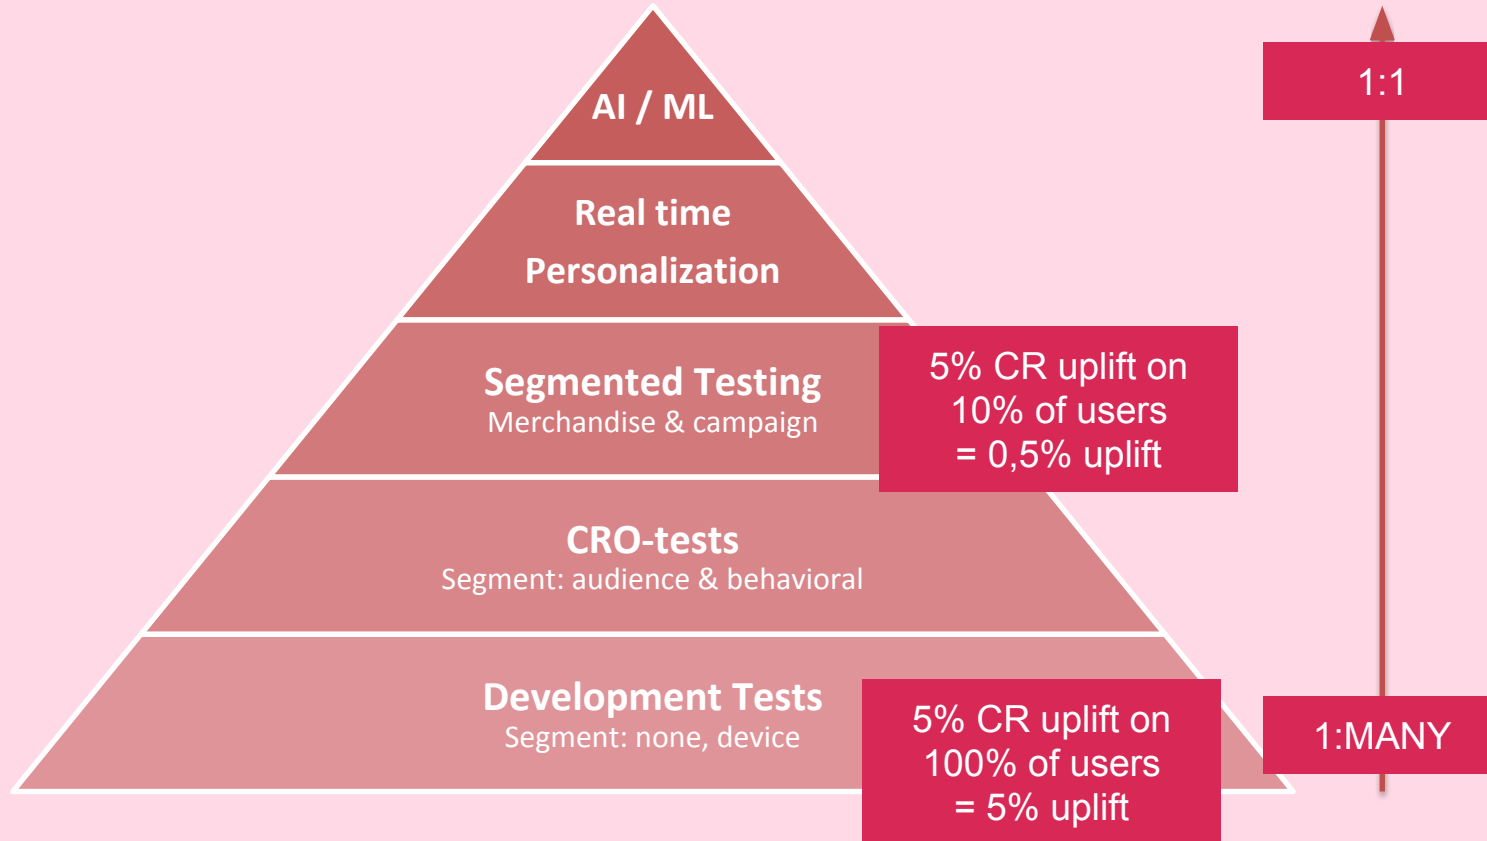 AI / ML
1:1
Real time
Personalization
Segmented Testing
Merchandise & campaign
5% CR uplift on
10% of users
= 0,5% uplift
CRO-tests
Segment: audience & behavioral
Development Tests
Segment: none, device
5% CR uplift on
100% of users
= 5% uplift
1:MANY